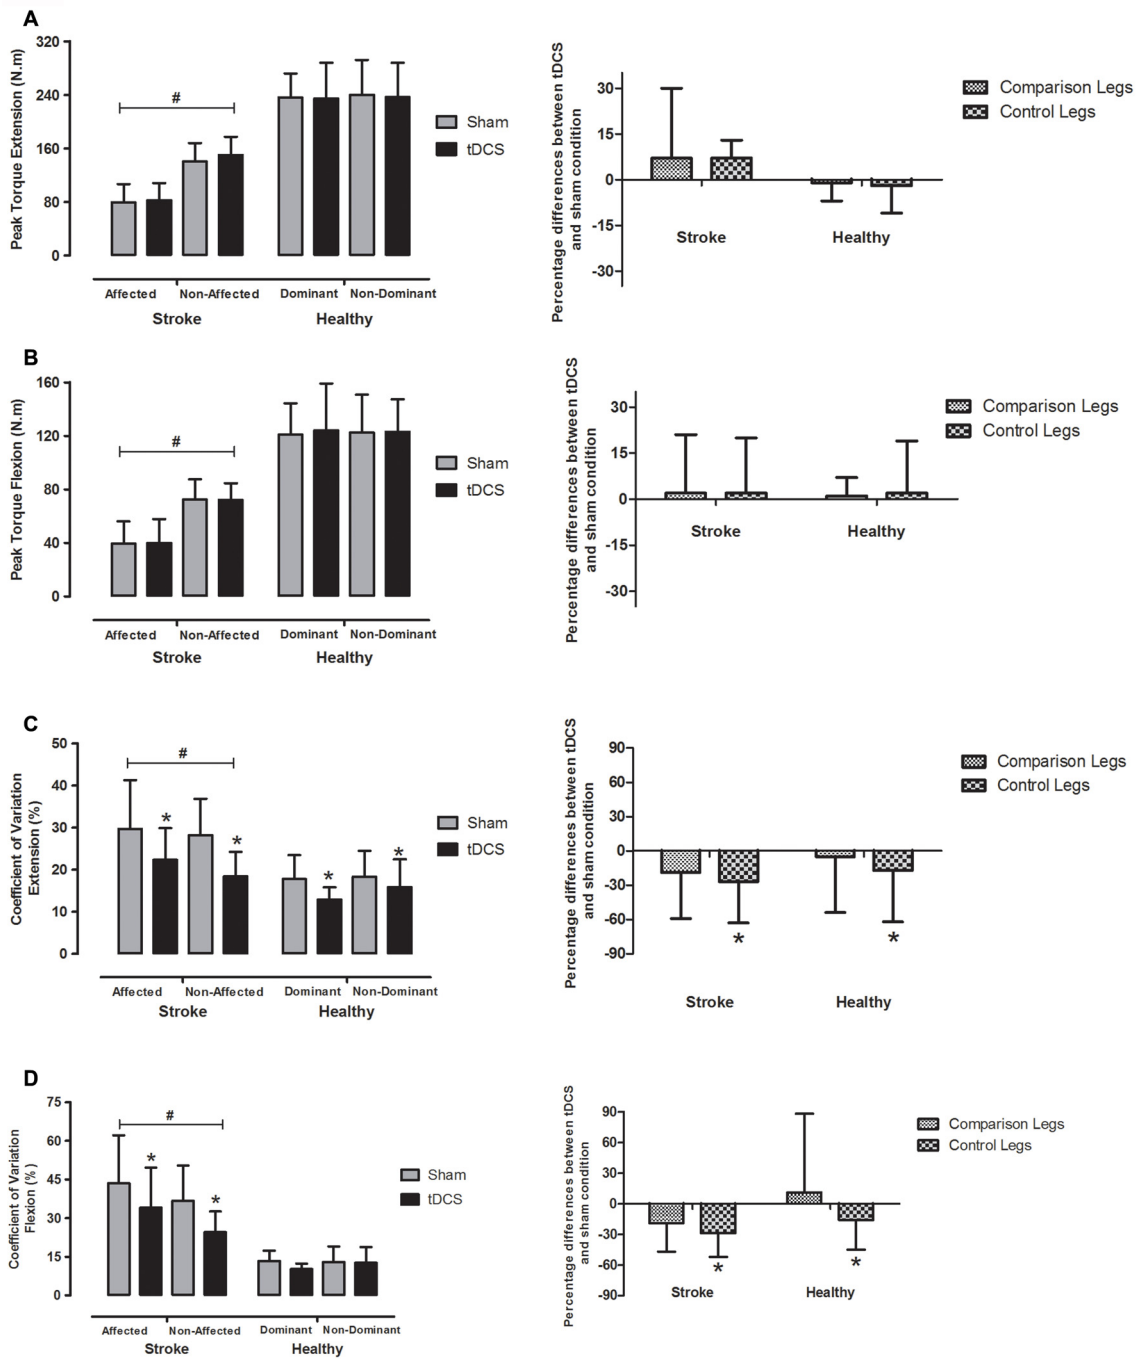 A
Peak Torque Extension (N.m)
320
240
160
80
0
#
Sham
tDCS
Affected Non-Affected Dominant Non-Dominant
Stroke Healthy
Percentage differences between tDCS
and sham condition
30
15
0
-15
-30
Stroke Healthy
Comparison Legs
Control Legs
B
Peak Torque Flexion (N.m)
160
120
80
40
0
#
Sham
tDCS
Affected Non-Affected Dominant Non-Dominant
Stroke Healthy
Percentage differences between tDCS
and sham condition
30
15
0
-15
-30
Stroke Healthy
Comparison Legs
Control Legs
C
Coefficient of Variation
Extension (%)
50
40
30
20
10
0
#
* * * *
Sham
tDCS
Affected Non-Affected Dominant Non-Dominant
Stroke Healthy
Percentage differences between tDCS
and sham condition
90
60
30
0
-30
-60
-90
* *
Stroke Healthy
Comparison Legs
Control Legs
D
Coefficient of Variation
Flexion (%)
75
60
45
30
15
0
#
* *
Sham
tDCS
Affected Non-Affected Dominant Non-Dominant
Stroke Healthy
Percentage differences between tDCS
and sham condition
90
60
30
0
-30
-60
-90
* *
Stroke Healthy
Comparison Legs
Control Legs